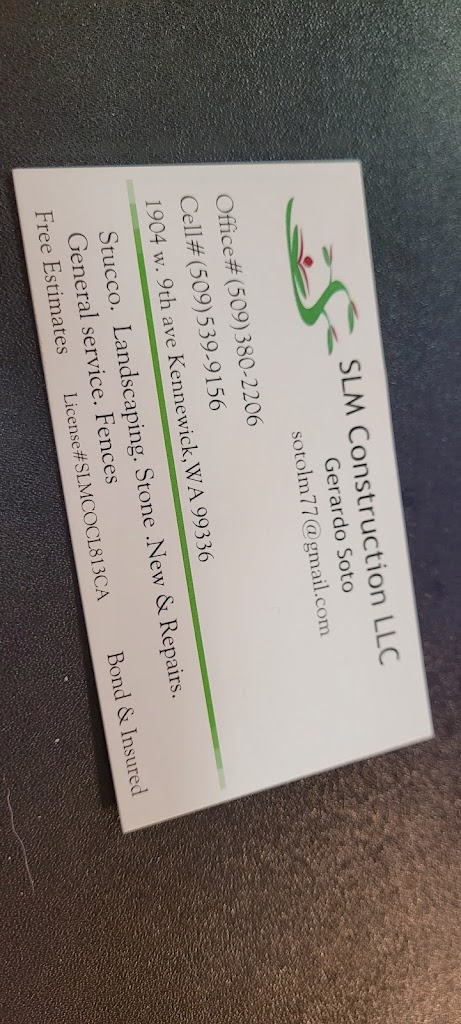 SLM Construction LLC
Gerardo Soto
sotolm77@gmail.com
Office# (509)380-2206
Cell# (509)539-9156
1904 w. 9th ave Kennewick,WA 99336
Stucco. Landscaping. Stone .New & Repairs.
General service. Fences
Free Estimates License#SLMCOCL813CA Bond & Insured